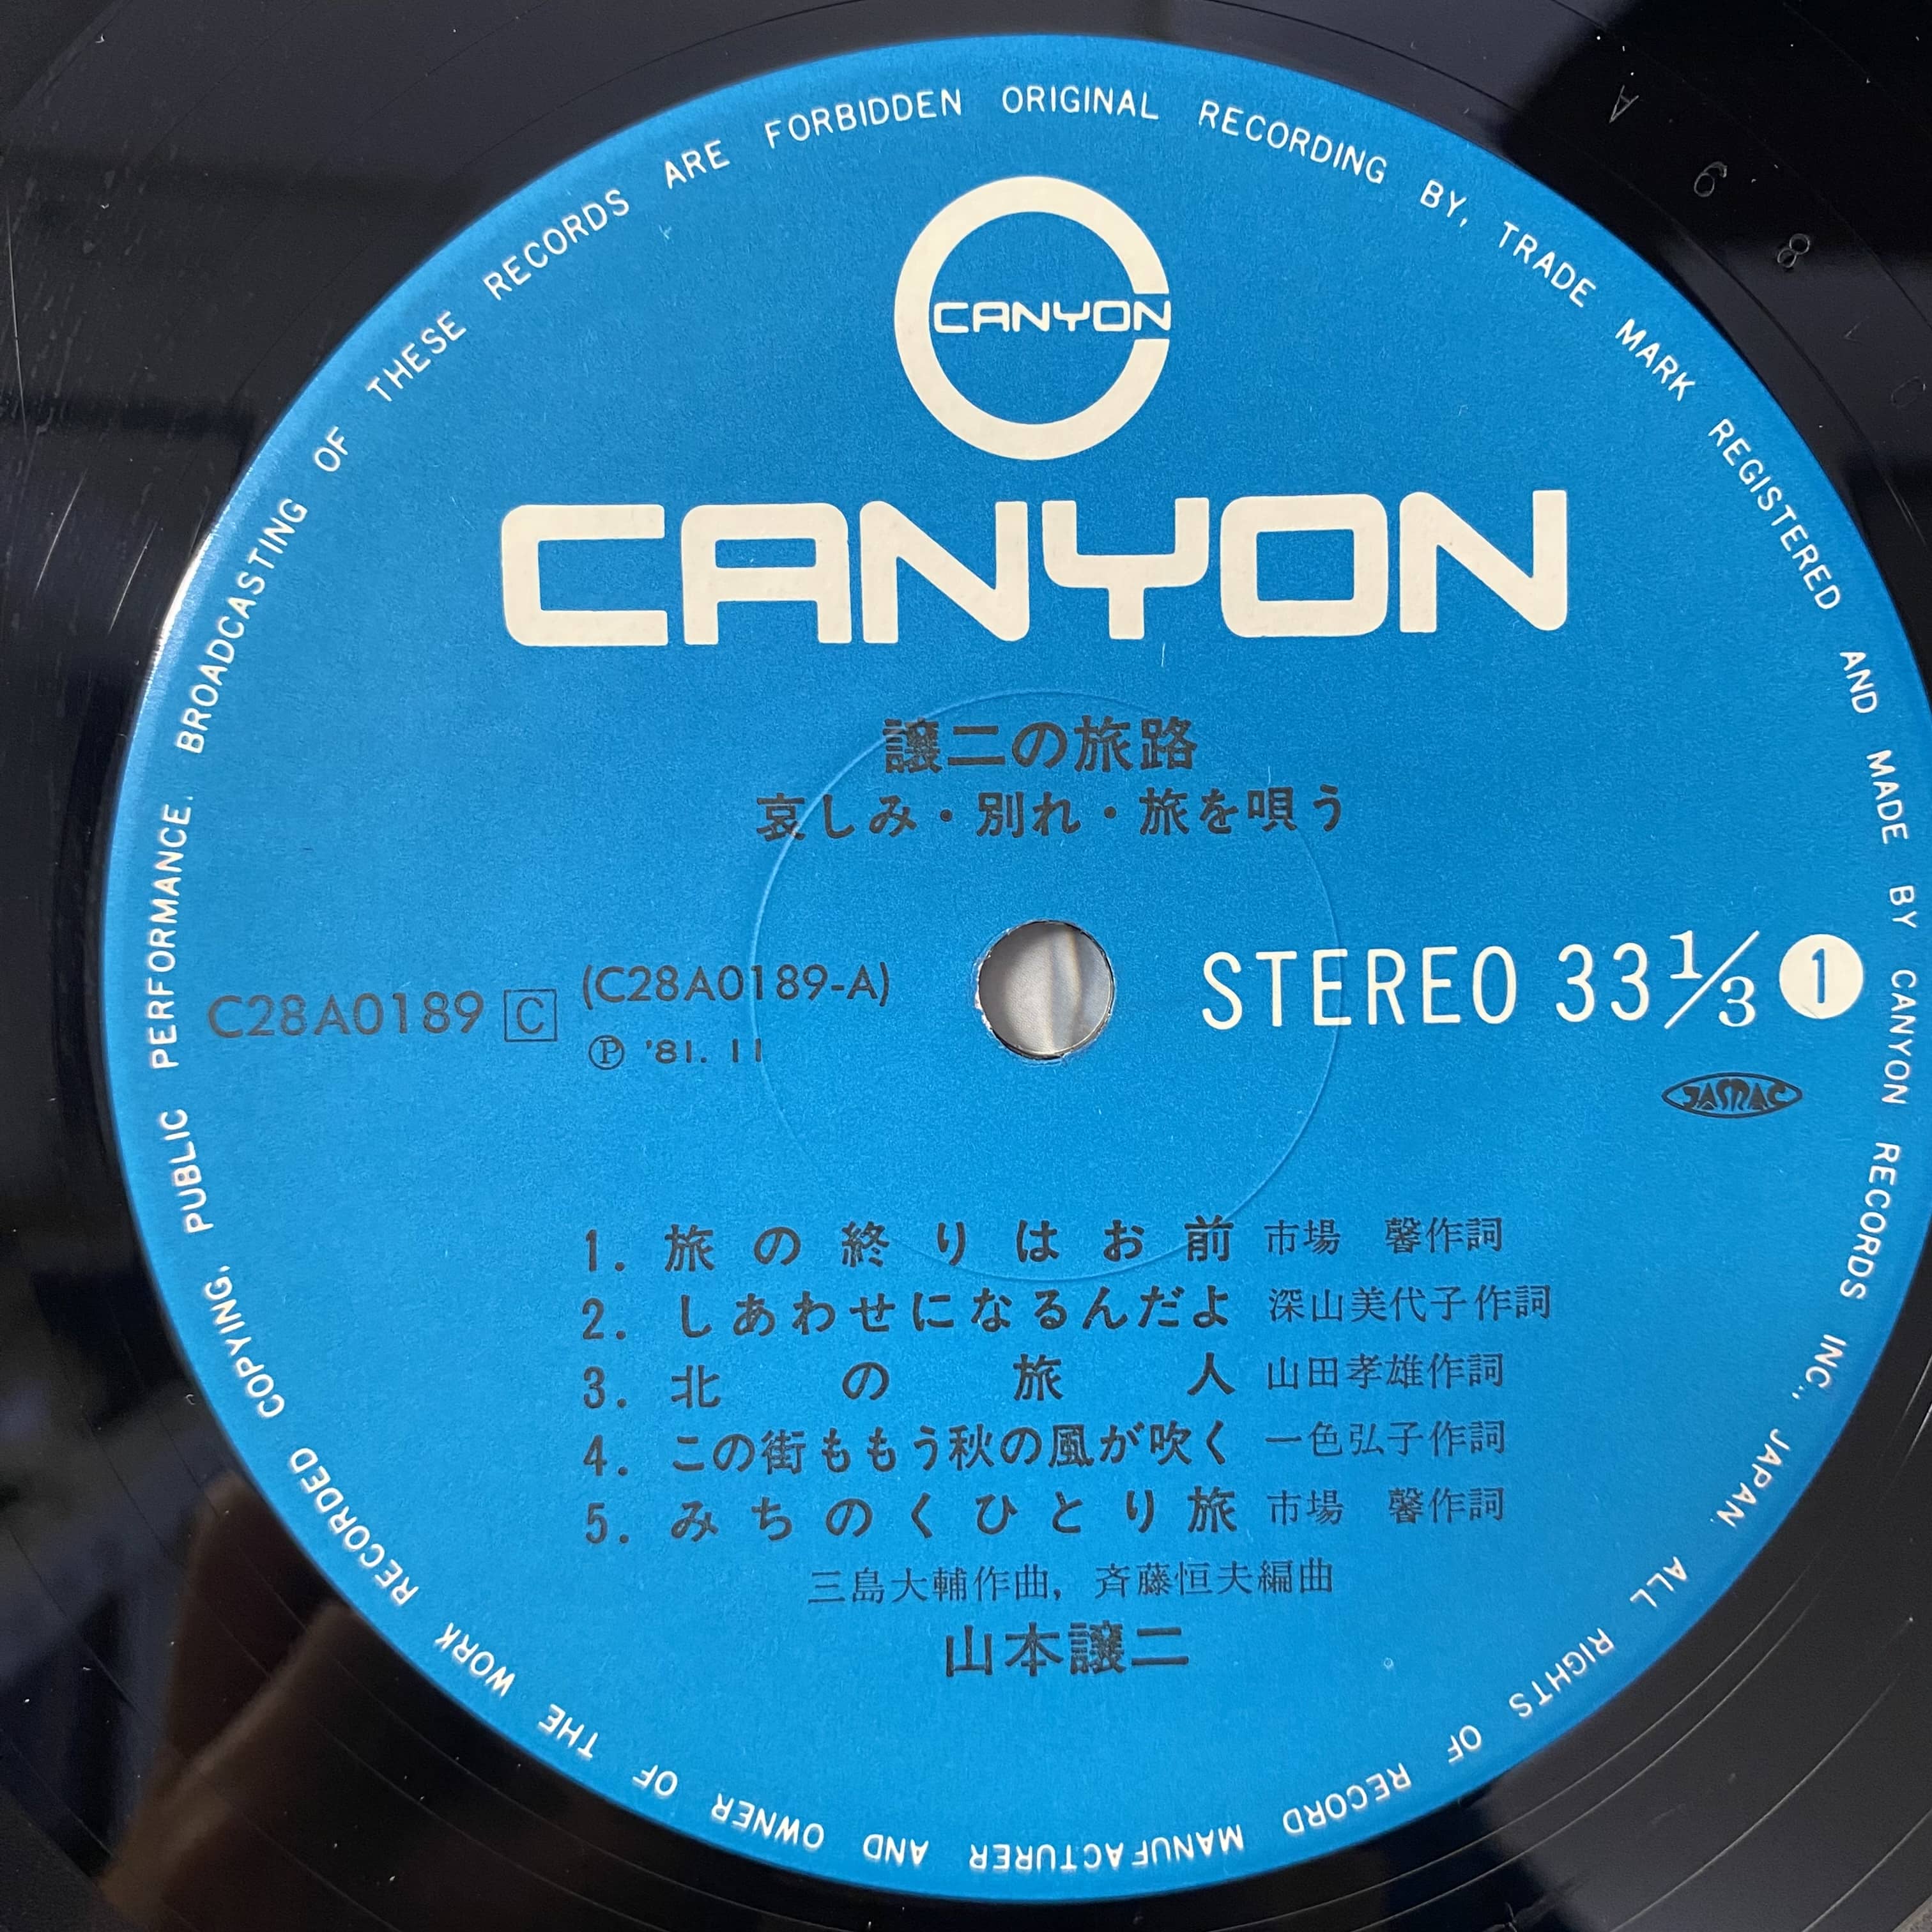 CANYON
CANYON
譲二の旅路
哀しみ・別れ・旅を唄う
C28A0189 C (C28A0189-A)
Ⓟ '81. 11
STEREO 33 1/3 1
JASRAC
1. 旅の終りはお前 市場 馨作詞
2. しあわせになるんだよ 深山美代子作詞
3. 北の旅人 山田孝雄作詞
4. この街ももう秋の風が吹く 一色弘子作詞
5. みちのくひとり旅 市場 馨作詞
三島大輔作曲, 斉藤恒夫編曲
山本譲二
ALL RIGHTS OF RECORD MANUFACTURER AND OWNER OF THE WORK RECORDED COPYING, PUBLIC PERFORMANCE. BROADCASTING OF THESE RECORDS ARE FORBIDDEN ORIGINAL RECORDING BY, TRADE MARK REGISTERED AND MADE BY CANYON RECORDS INC., JAPAN.
A 68